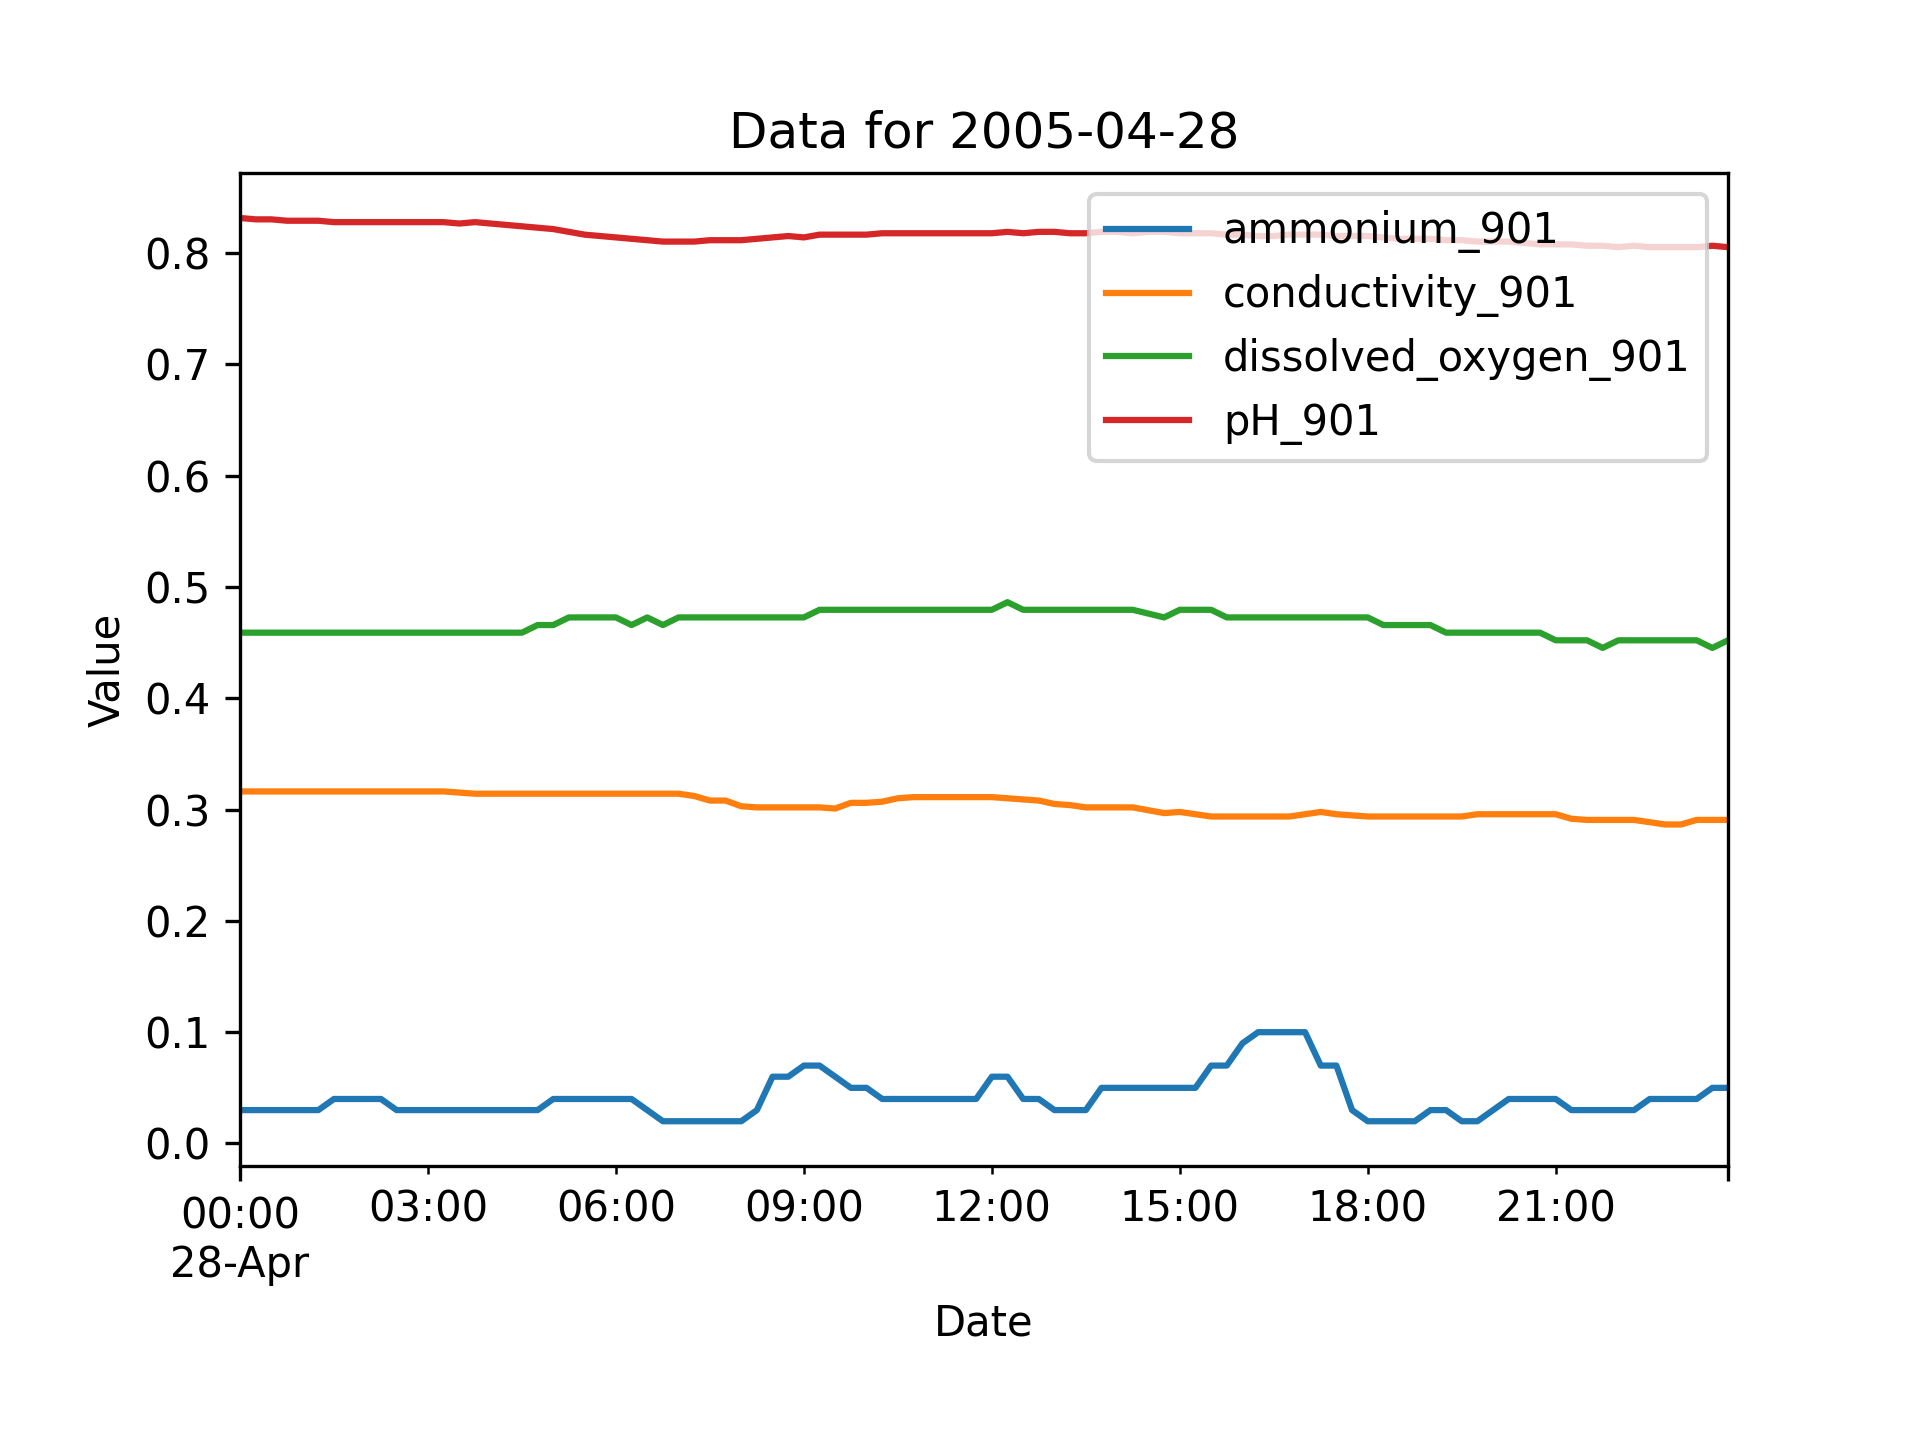 Data for 2005-04-28
ammonium_901
conductivity_901
dissolved_oxygen_901
pH_901
0.8
0.7
0.6
0.5
0.4
0.3
0.2
0.1
0.0
Value
00:00 03:00 06:00 09:00 12:00 15:00 18:00 21:00
28-Apr
Date